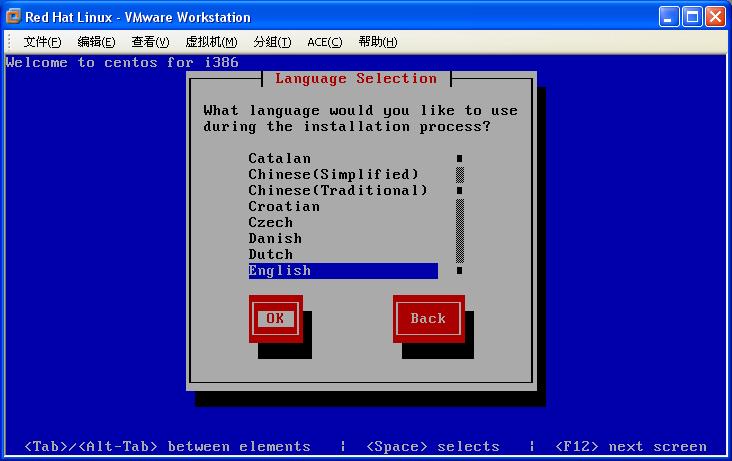 Red Hat Linux - VMware Workstation
文件(F) 编辑(E) 查看(V) 虚拟机(M) 分组(T) ACE(C) 帮助(H)
Welcome to centos for i386
Language Selection
What language would you like to use
during the installation process?
Catalan
Chinese(Simplified)
Chinese(Traditional)
Croatian
Czech
Danish
Dutch
English
OK Back
<Tab>/<Alt-Tab> between elements | <Space> selects | <F12> next screen